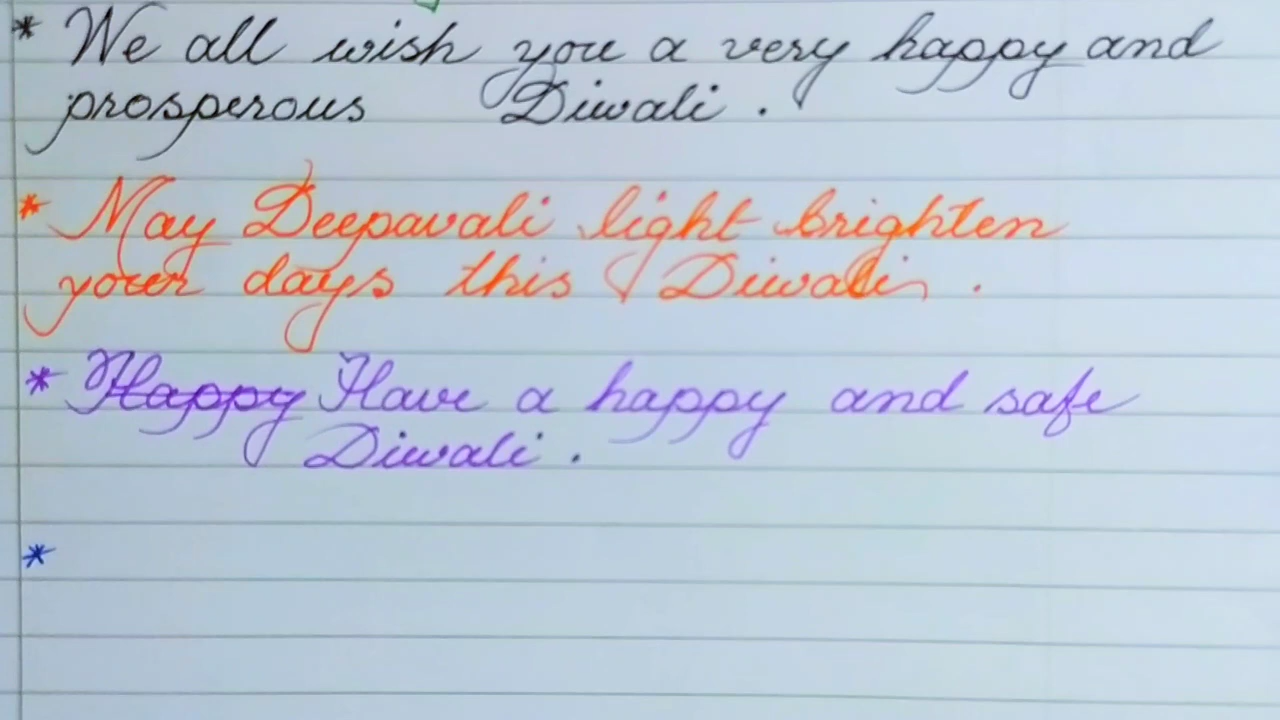 * We all wish you a very happy and
prosperous Diwali .
* May Deepavali light brighten
your days this Diwali .
* Happy Have a happy and safe
Diwali .
*